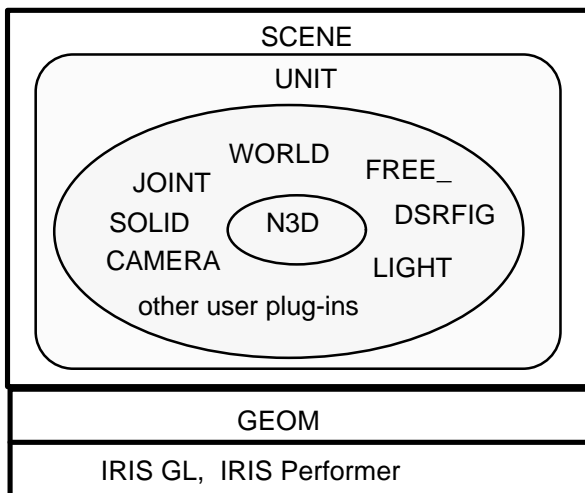 SCENE
UNIT
WORLD
FREE_
JOINT
DSRFIG
SOLID
N3D
CAMERA
LIGHT
other user plug-ins
GEOM
IRIS GL, IRIS Performer